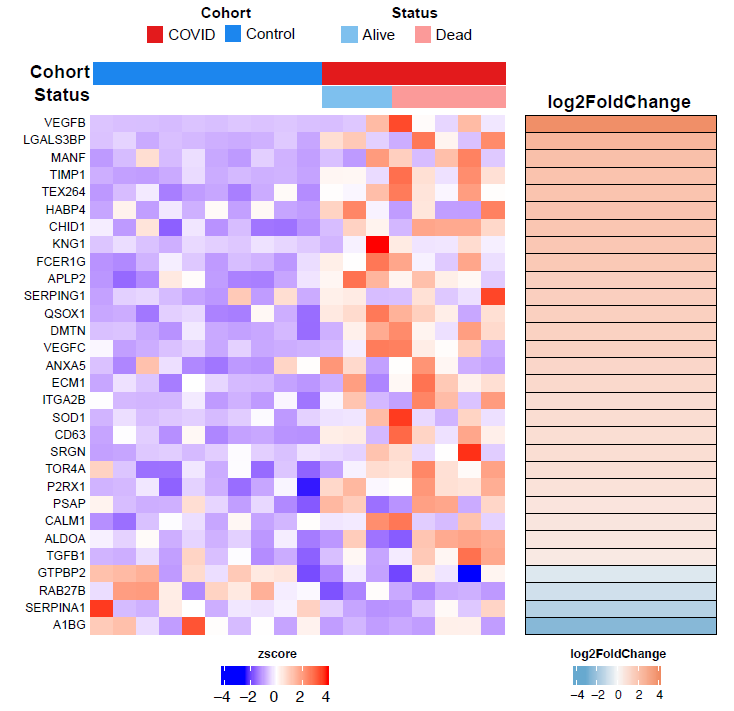 Cohort Status
COVID Control Alive Dead
Cohort
Status
log2FoldChange
VEGFB
LGALS3BP
MANF
TIMP1
TEX264
HABP4
CHID1
KNG1
FCER1G
APLP2
SERPING1
QSOX1
DMTN
VEGFC
ANXA5
ECM1
ITGA2B
SOD1
CD63
SRGN
TOR4A
P2RX1
PSAP
CALM1
ALDOA
TGFB1
GTPBP2
RAB27B
SERPINA1
A1BG
zscore log2FoldChange
−4 −2 0 2 4 −4 −2 0 2 4